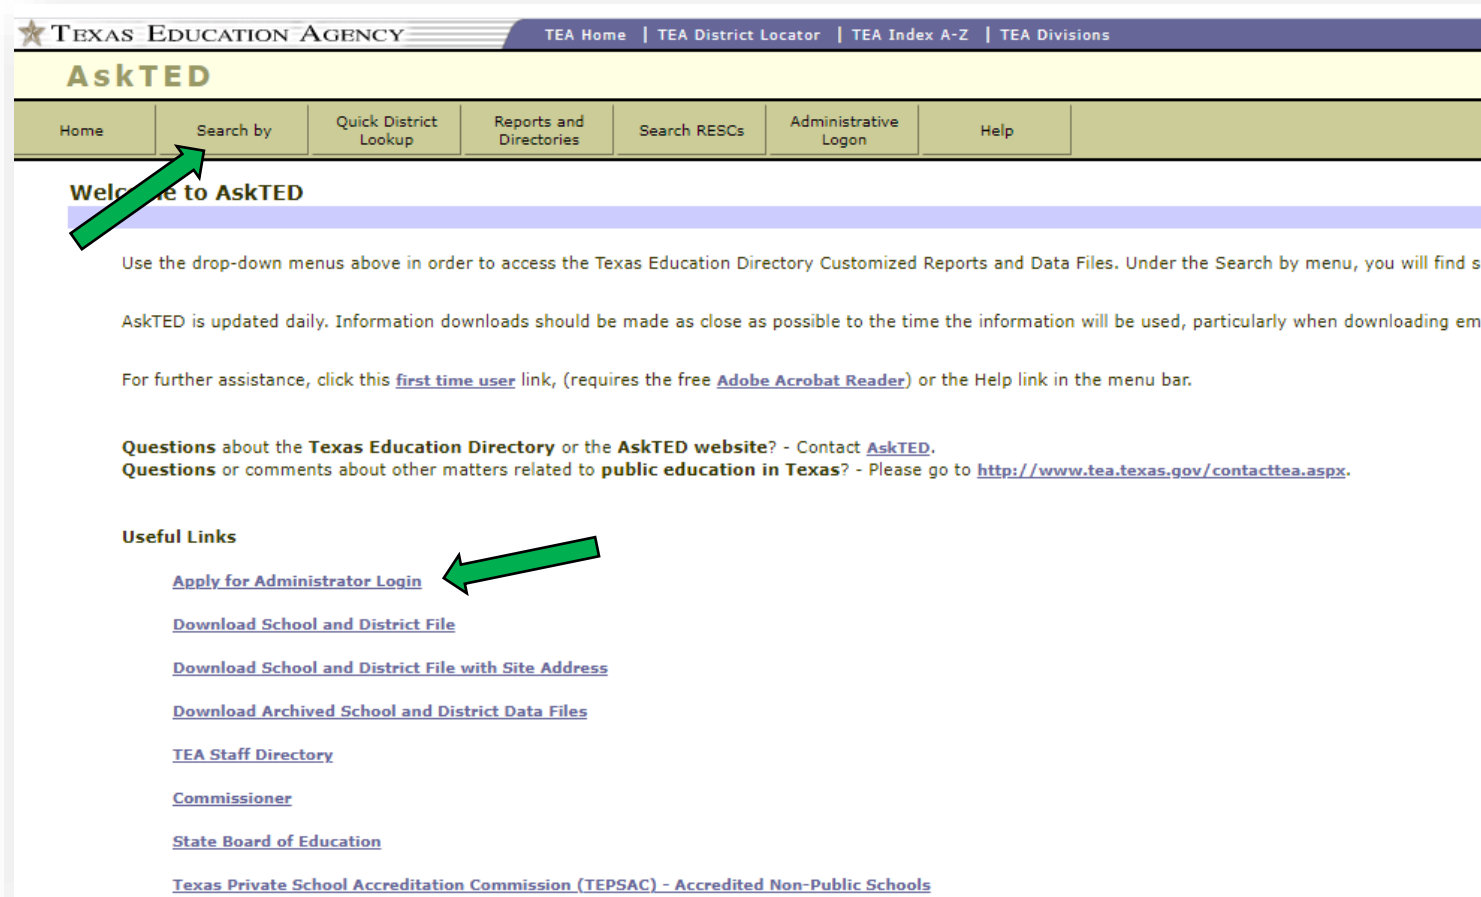 TEXAS EDUCATION AGENCY
TEA Home | TEA District Locator | TEA Index A-Z | TEA Divisions
AskTED
Home
Search by
Quick District
Lookup
Reports and
Directories
Search RESCs
Administrative
Logon
Help
Welcome to AskTED
Use the drop-down menus above in order to access the Texas Education Directory Customized Reports and Data Files. Under the Search by menu, you will find s
AskTED is updated daily. Information downloads should be made as close as possible to the time the information will be used, particularly when downloading em
For further assistance, click this first time user link, (requires the free Adobe Acrobat Reader) or the Help link in the menu bar.
Questions about the Texas Education Directory or the AskTED website? - Contact AskTED.
Questions or comments about other matters related to public education in Texas? - Please go to http://www.tea.texas.gov/contacttea.aspx.
Useful Links
Apply for Administrator Login
Download School and District File
Download School and District File with Site Address
Download Archived School and District Data Files
TEA Staff Directory
Commissioner
State Board of Education
Texas Private School Accreditation Commission (TEPSAC) - Accredited Non-Public Schools